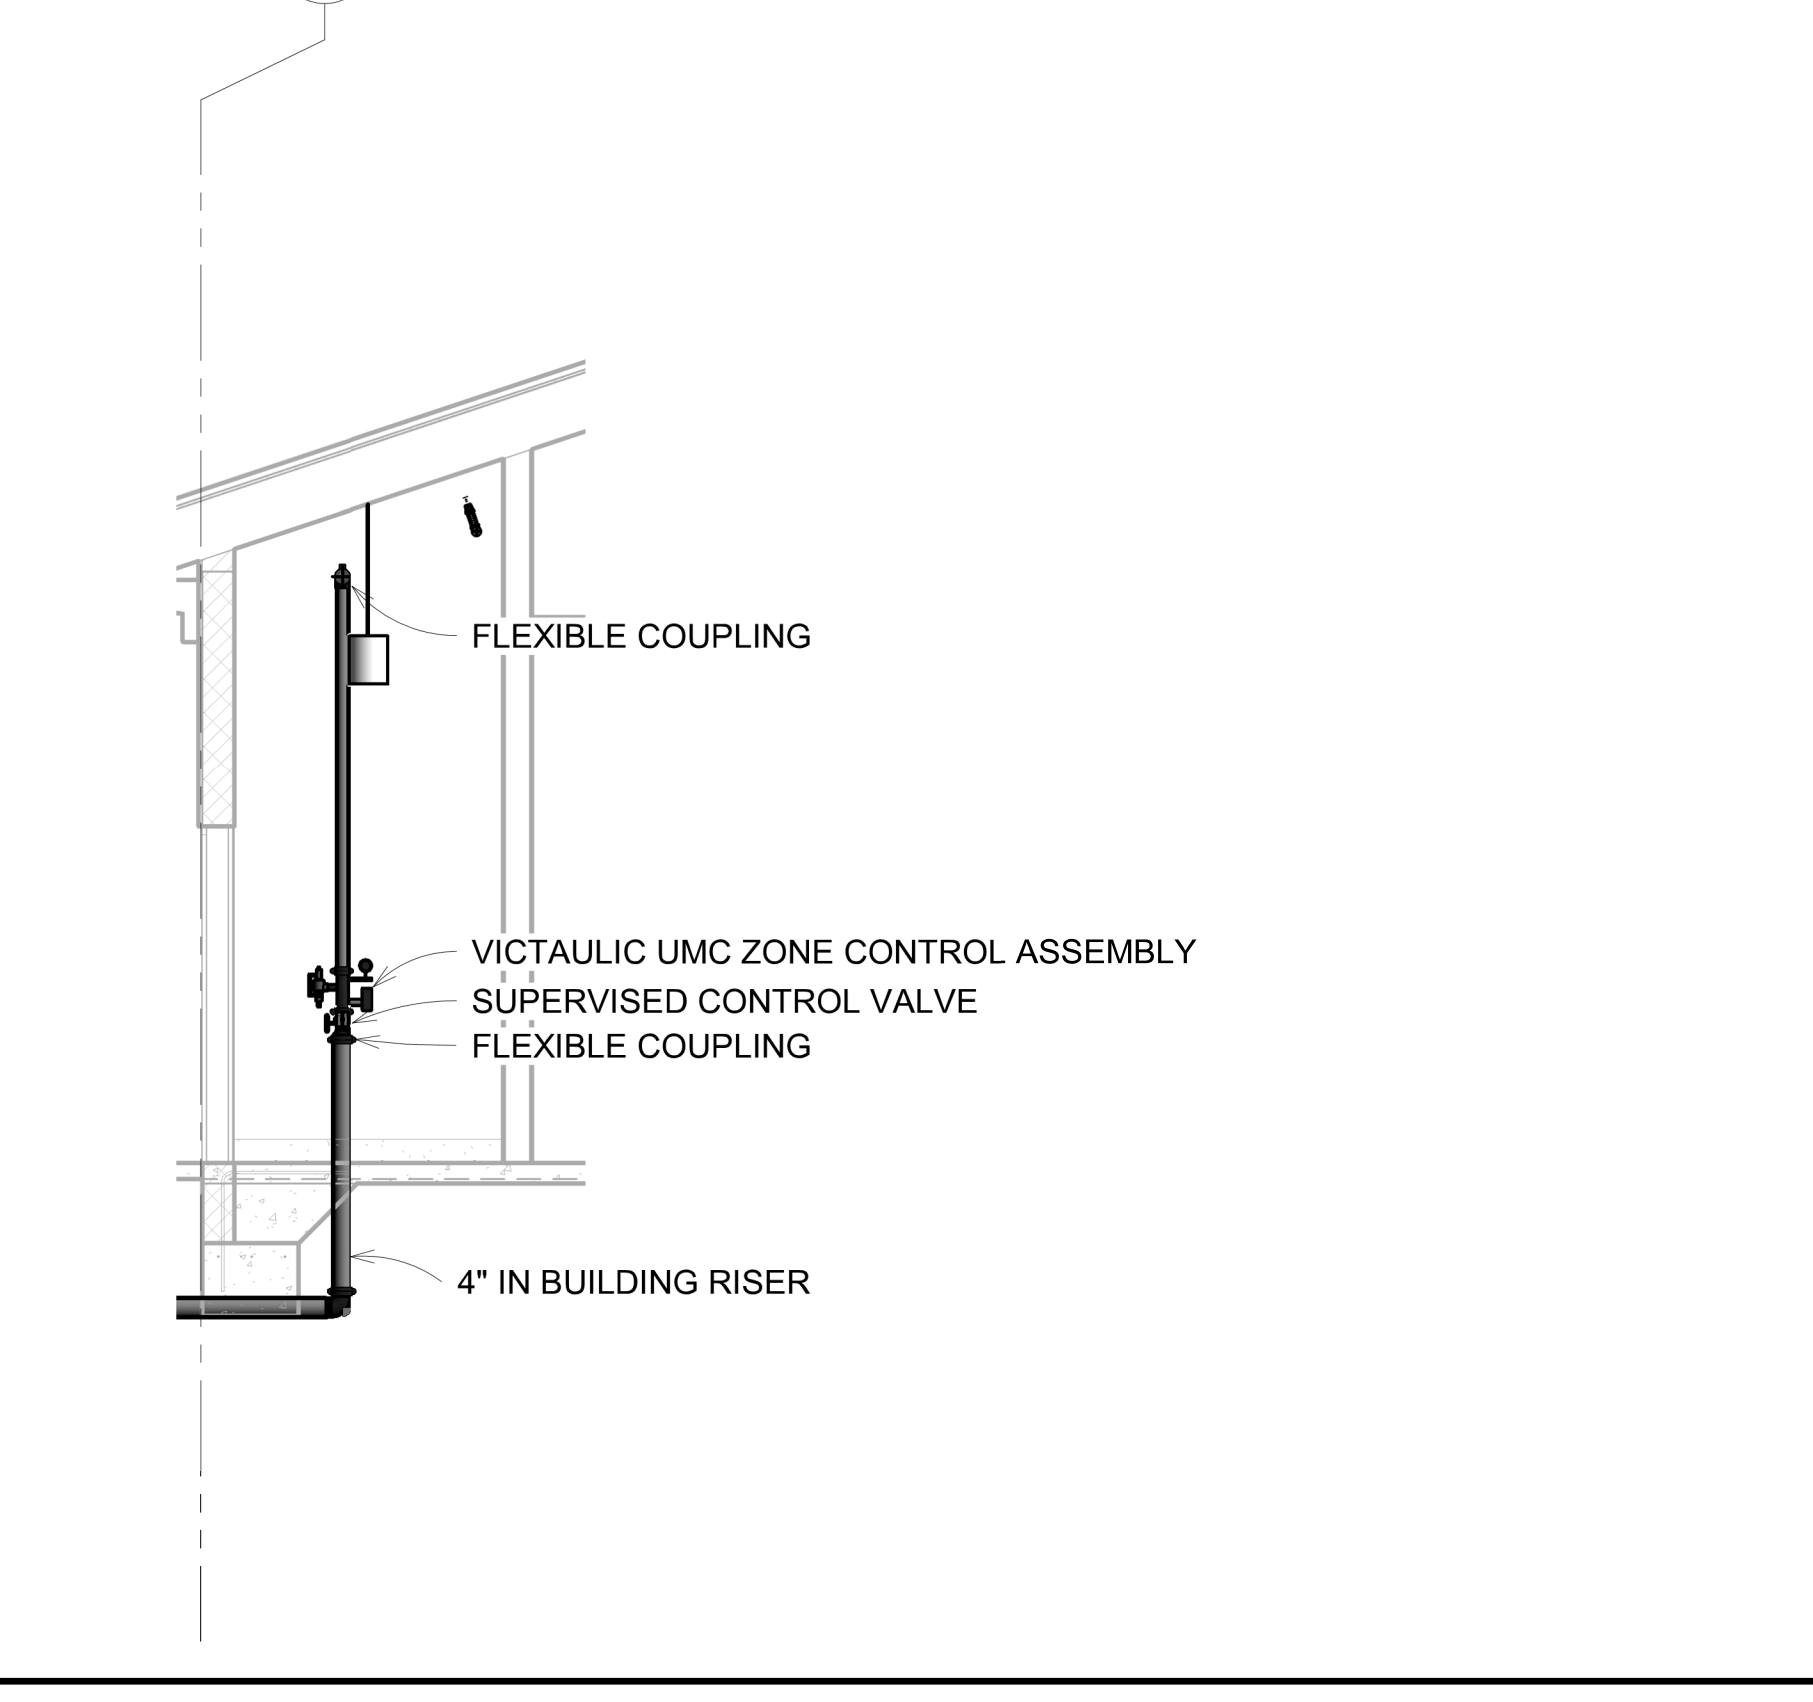 FLEXIBLE COUPLING
VICTAULIC UMC ZONE CONTROL ASSEMBLY
SUPERVISED CONTROL VALVE
FLEXIBLE COUPLING
4" IN BUILDING RISER